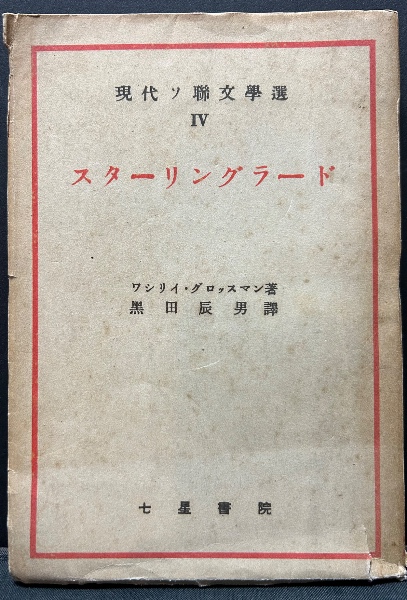 現代ソ聯文學選
IV
スターリングラード
ワシリイ・グロッスマン著
黑田辰男譯
七星書院